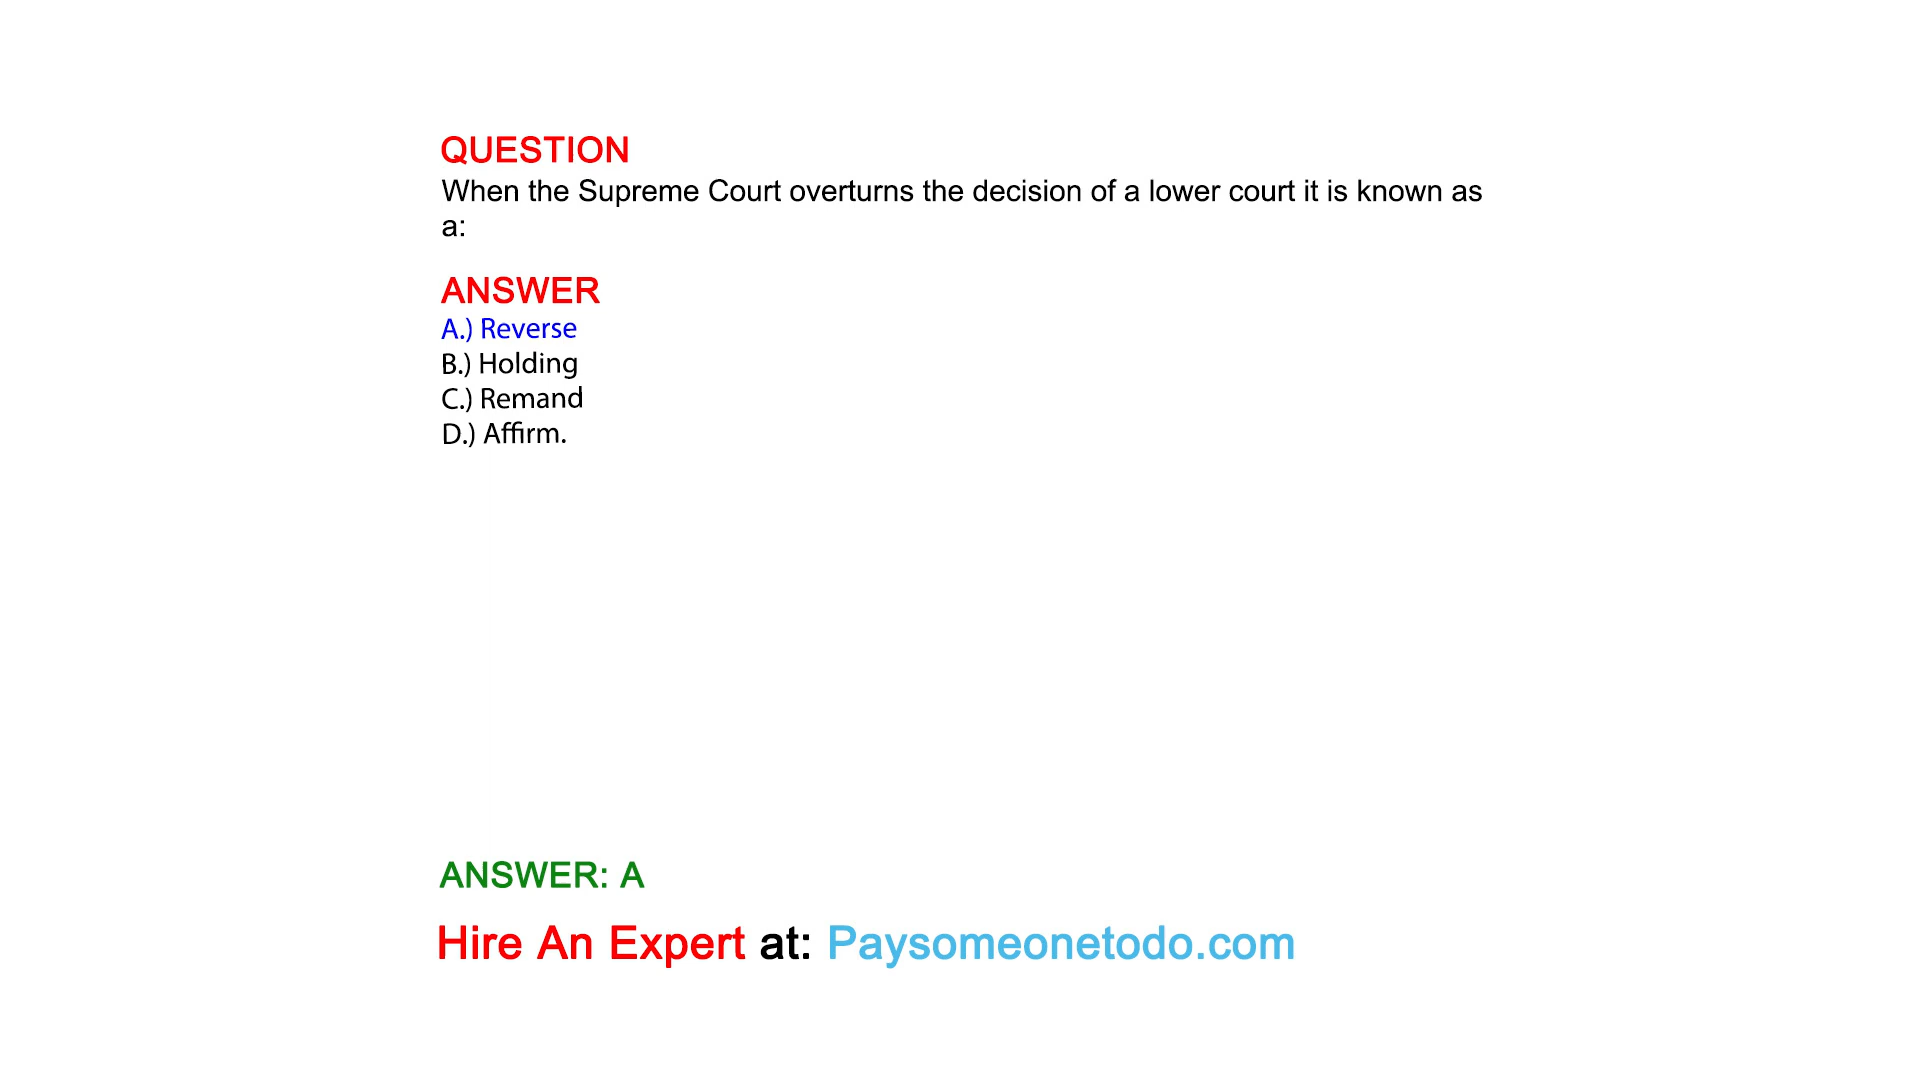 QUESTION
When the Supreme Court overturns the decision of a lower court it is known as
a:
ANSWER
A.) Reverse
B.) Holding
C.) Remand
D.) Affirm.
ANSWER: A
Hire An Expert at: Paysomeonetodo.com